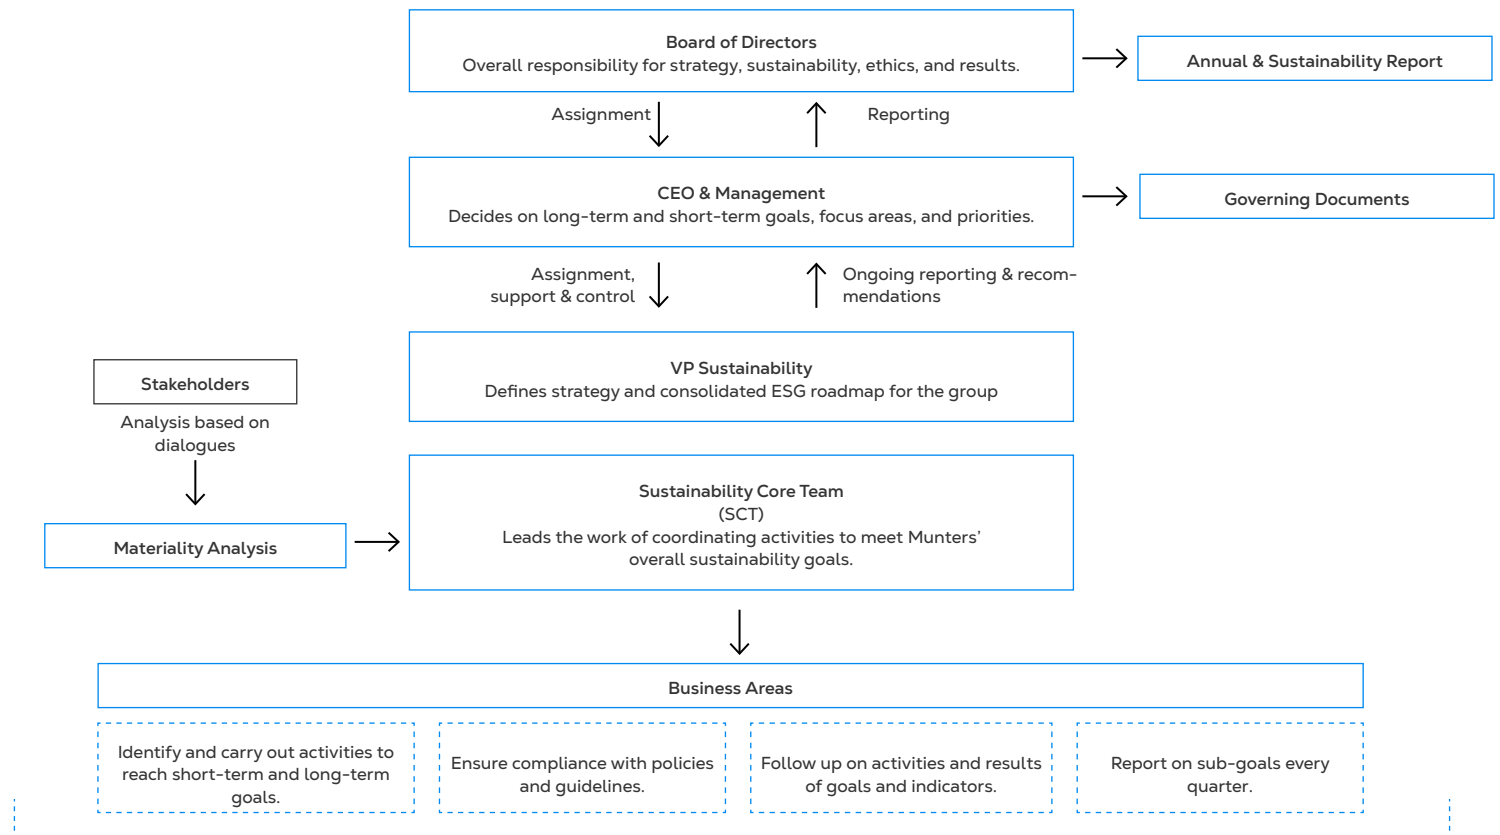 Board of Directors
Overall responsibility for strategy, sustainability, ethics, and results.
Annual & Sustainability Report
Assignment
Reporting
CEO & Management
Decides on long-term and short-term goals, focus areas, and priorities.
Governing Documents
Assignment,
support & control
Ongoing reporting & recom-
mendations
VP Sustainability
Defines strategy and consolidated ESG roadmap for the group
Stakeholders
Analysis based on
dialogues
Materiality Analysis
Sustainability Core Team
(SCT)
Leads the work of coordinating activities to meet Munters’
overall sustainability goals.
Business Areas
Identify and carry out activities to
reach short-term and long-term
goals.
Ensure compliance with policies
and guidelines.
Follow up on activities and results
of goals and indicators.
Report on sub-goals every
quarter.